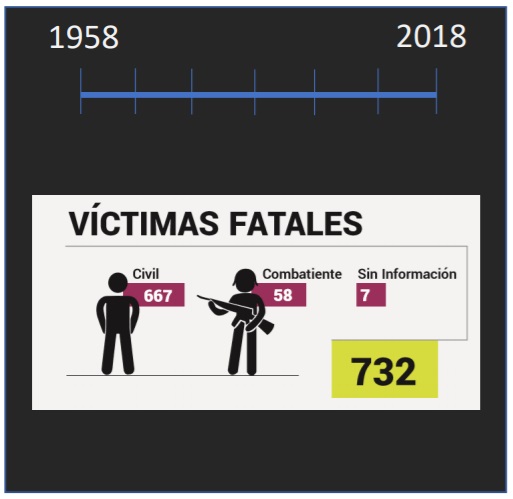 1958
2018
VÍCTIMAS FATALES
Civil
667
Combatiente
58
Sin Información
7
732